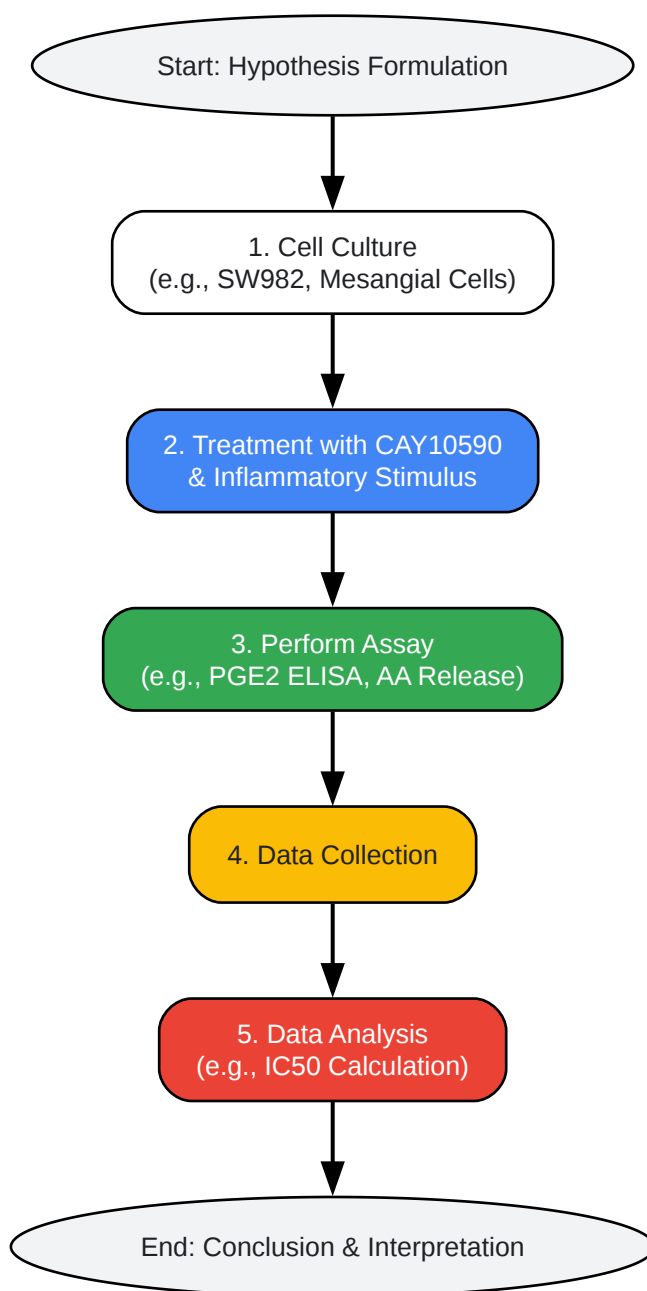 Start: Hypothesis Formulation
1. Cell Culture
(e.g., SW982, Mesangial Cells)
2. Treatment with CAY10590
& Inflammatory Stimulus
3. Perform Assay
(e.g., PGE2 ELISA, AA Release)
4. Data Collection
5. Data Analysis
(e.g., IC50 Calculation)
End: Conclusion & Interpretation